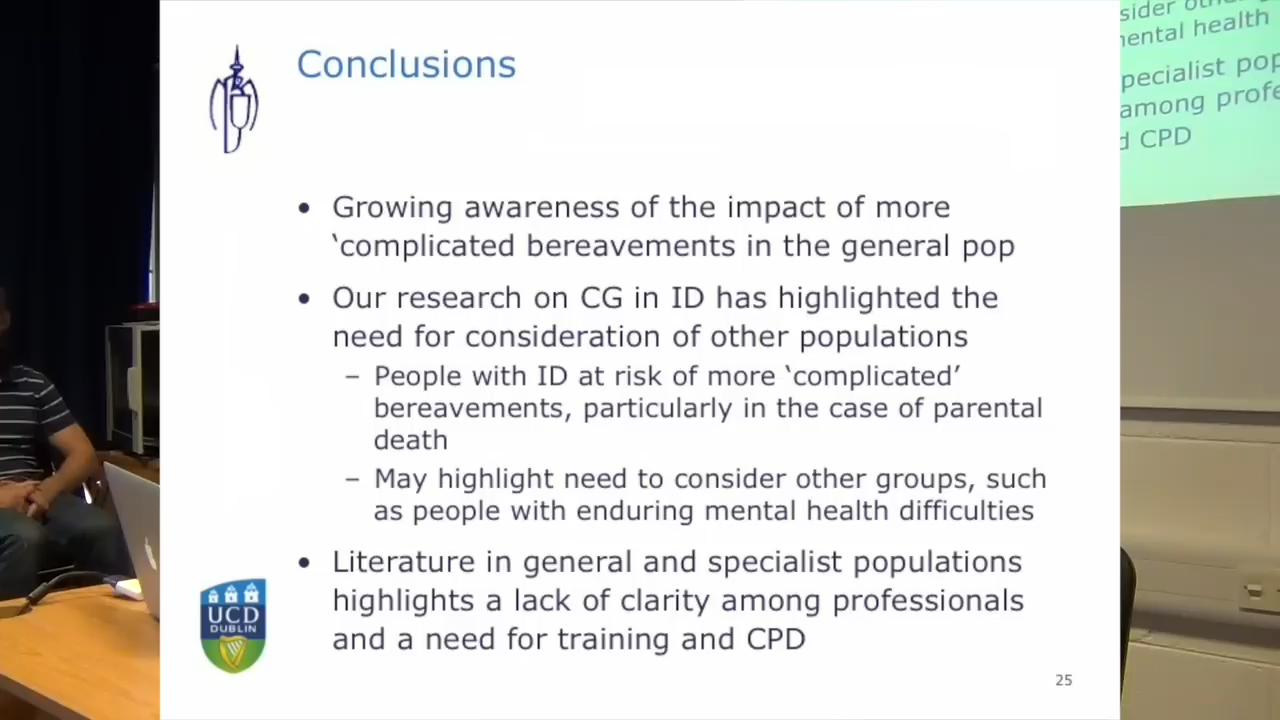 Conclusions
• Growing awareness of the impact of more
‘complicated bereavements in the general pop
• Our research on CG in ID has highlighted the
need for consideration of other populations
– People with ID at risk of more ‘complicated’
bereavements, particularly in the case of parental
death
– May highlight need to consider other groups, such
as people with enduring mental health difficulties
• Literature in general and specialist populations
highlights a lack of clarity among professionals
and a need for training and CPD
UCD
DUBLIN
25
sider
mental health
pecialist pop
among profe
d CPD